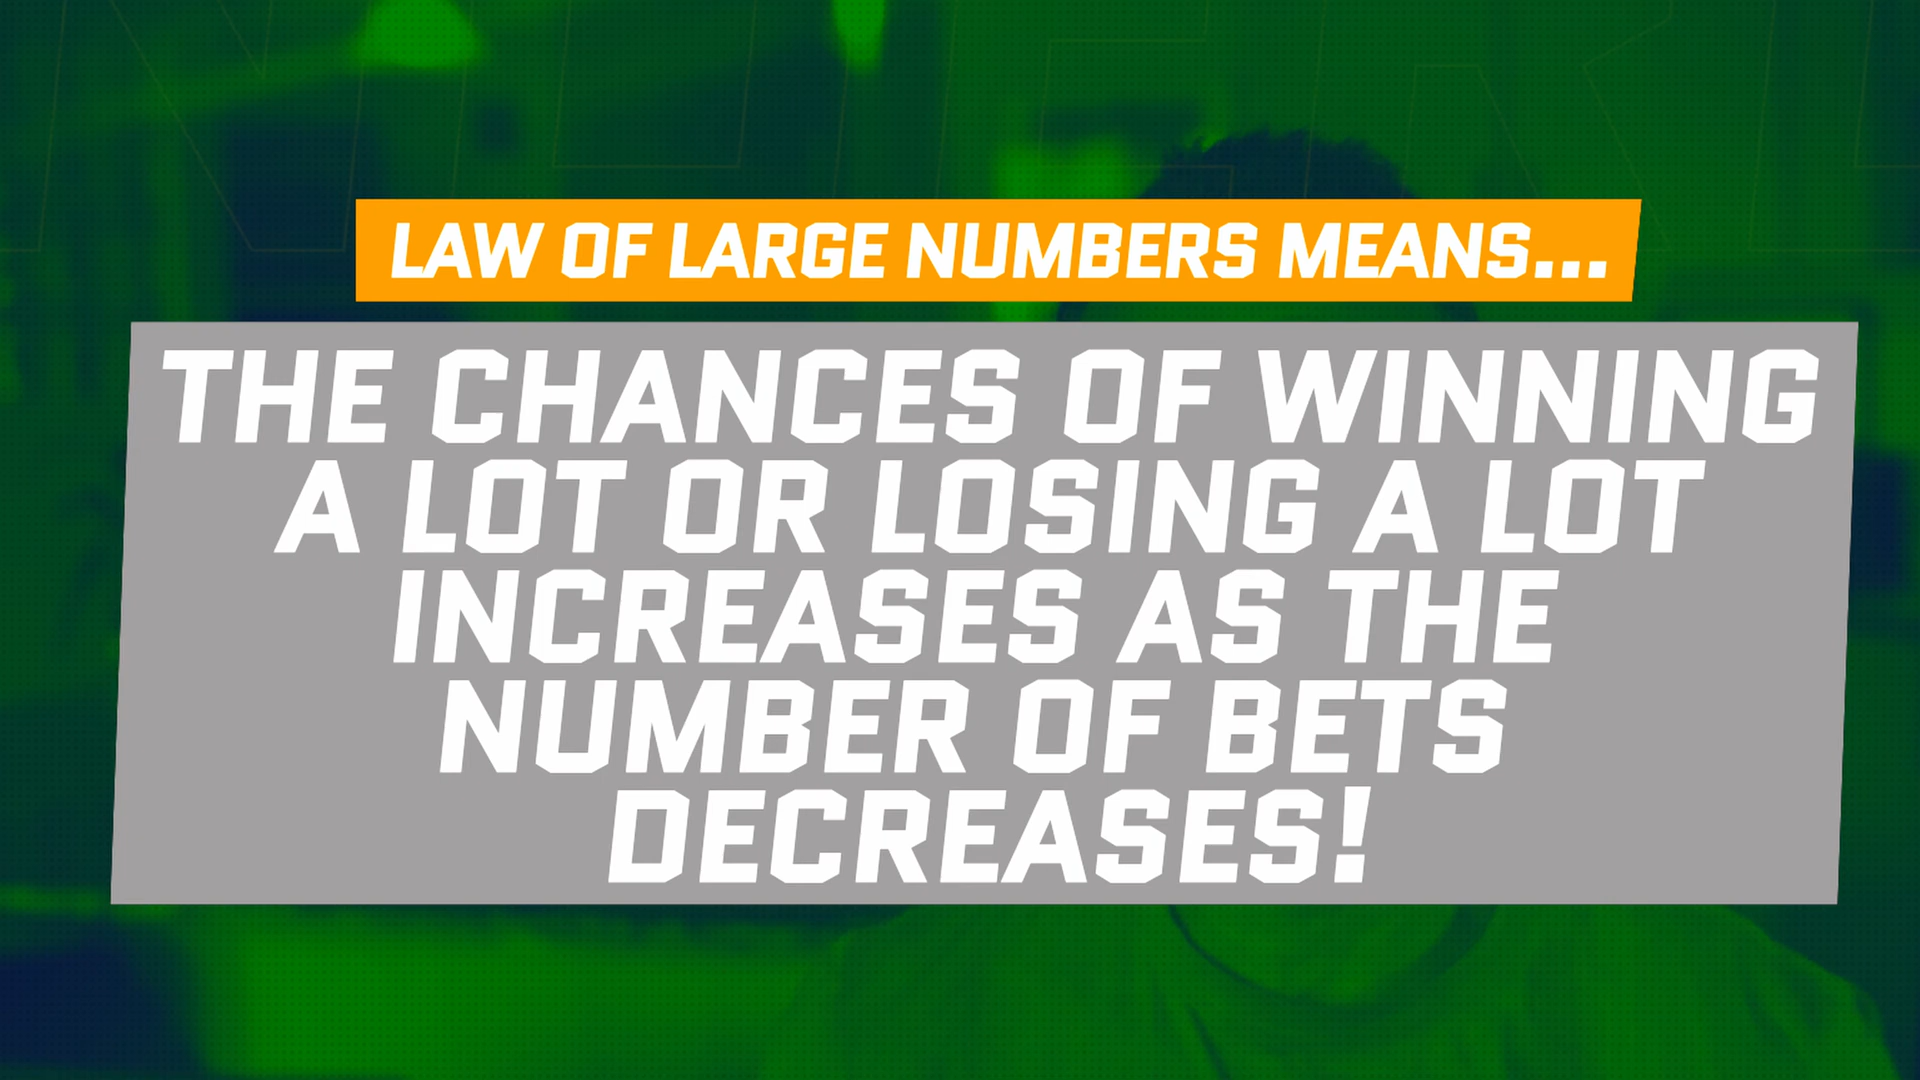 LAW OF LARGE NUMBERS MEANS...
THE CHANCES OF WINNING
A LOT OR LOSING A LOT
INCREASES AS THE
NUMBER OF BETS
DECREASES!